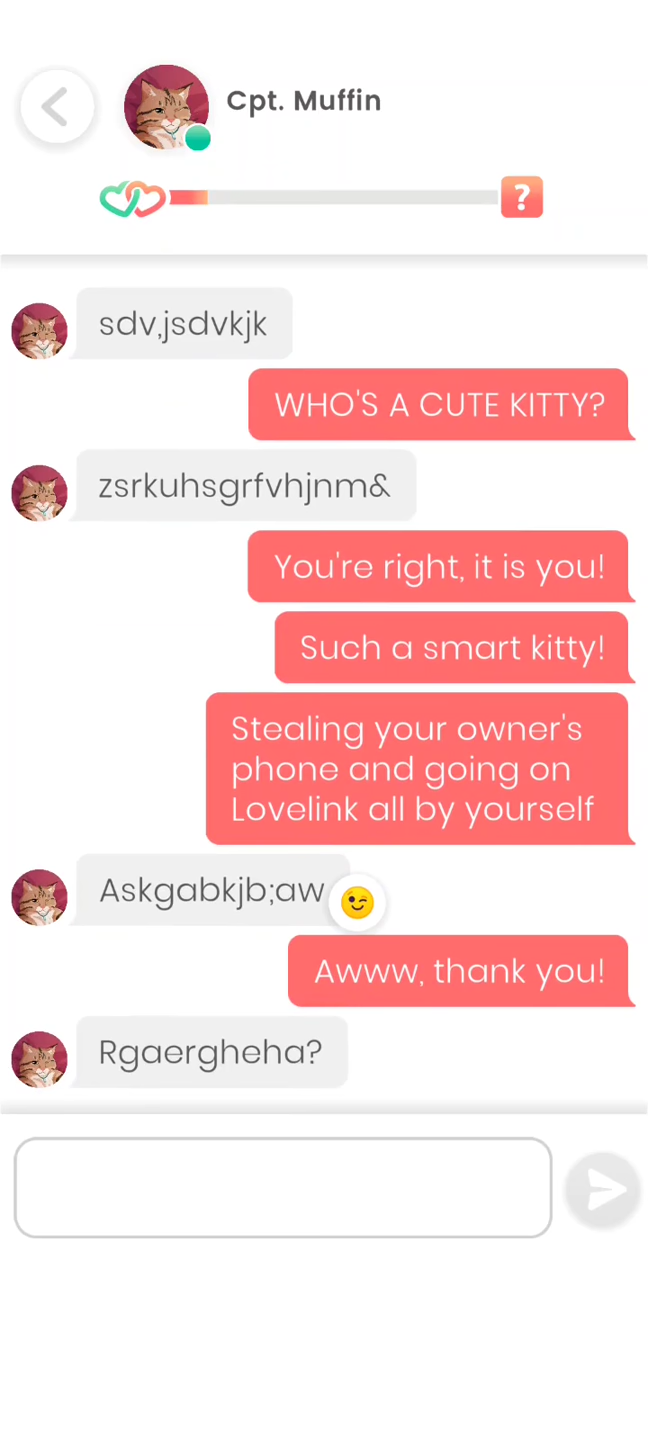 Cpt. Muffin
?
sdv,jsdvkjk
WHO'S A CUTE KITTY?
zsrkuhsgrfvhjnm&
You're right, it is you!
Such a smart kitty!
Stealing your owner's
phone and going on
Lovelink all by yourself
Askgabkjb;aw
Awww, thank you!
Rgaergheha?